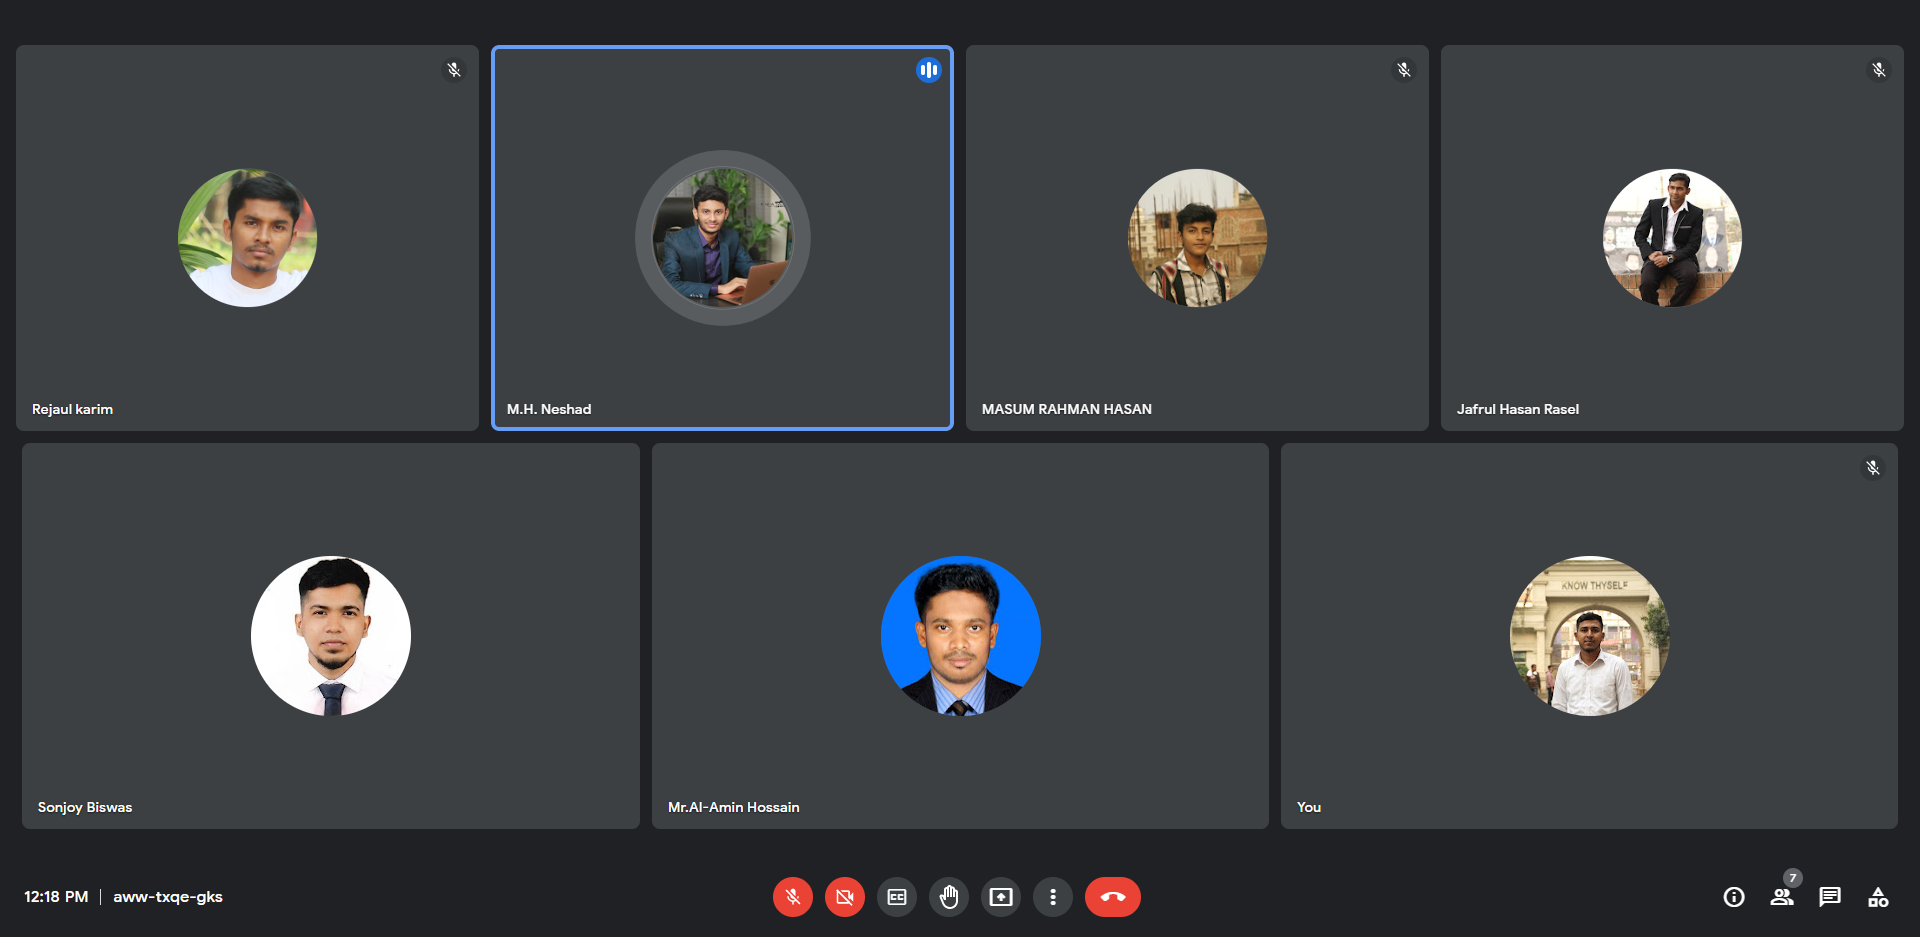 Rejaul karim
M.H. Neshad
MASUM RAHMAN HASAN
Jafrul Hasan Rasel
KNOW THYSELF
Sonjoy Biswas
Mr.Al-Amin Hossain
You
12:18 PM | aww-txqe-gks
CC
7